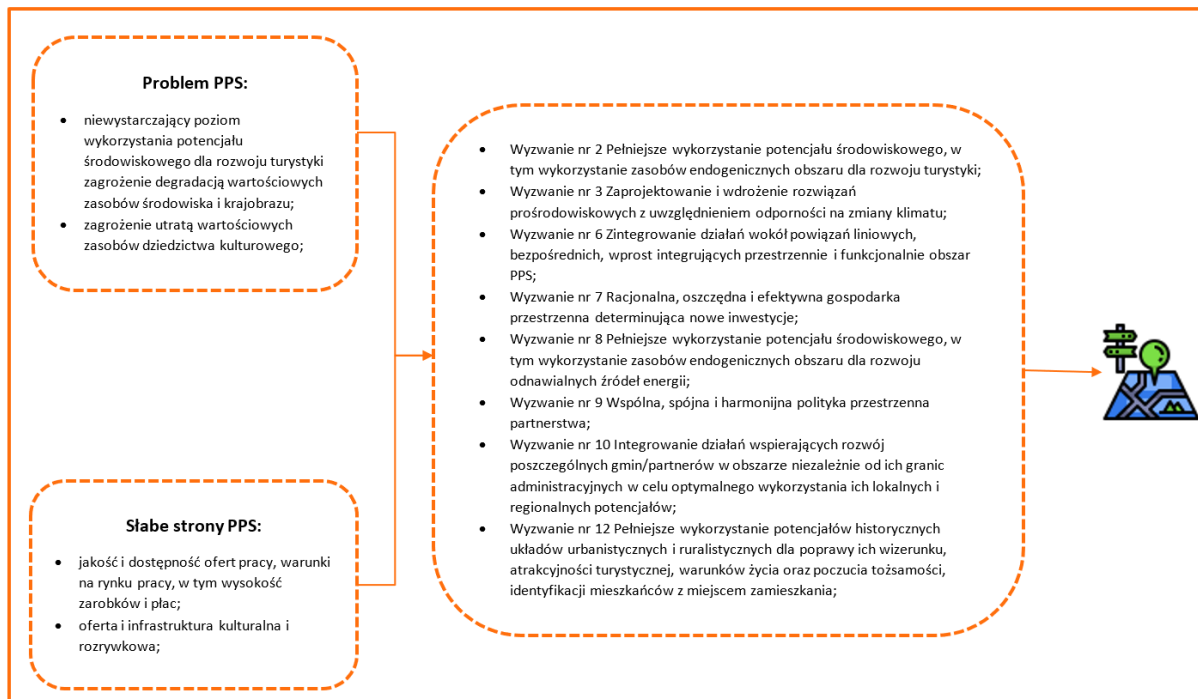 Problem PPS:
• niewystarczający poziom
wykorzystania potencjału
środowiskowego dla rozwoju turystyki
zagrożenie degradacją wartościowych
zasobów środowiska i krajobrazu;
• zagrożenie utratą wartościowych
zasobów dziedzictwa kulturowego;
Słabe strony PPS:
• jakość i dostępność ofert pracy, warunki
na rynku pracy, w tym wysokość
zarobków i płac;
• oferta i infrastruktura kulturalna i
rozrywkowa;
• Wyzwanie nr 2 Pełniejsze wykorzystanie potencjału środowiskowego, w
tym wykorzystanie zasobów endogenicznych obszaru dla rozwoju turystyki;
• Wyzwanie nr 3 Zaprojektowanie i wdrożenie rozwiązań
prośrodowiskowych z uwzględnieniem odporności na zmiany klimatu;
• Wyzwanie nr 6 Zintegrowanie działań wokół powiązań liniowych,
bezpośrednich, wprost integrujących przestrzennie i funkcjonalnie obszar
PPS;
• Wyzwanie nr 7 Racjonalna, oszczędna i efektywna gospodarka
przestrzenna determinująca nowe inwestycje;
• Wyzwanie nr 8 Pełniejsze wykorzystanie potencjału środowiskowego, w
tym wykorzystanie zasobów endogenicznych obszaru dla rozwoju
odnawialnych źródeł energii;
• Wyzwanie nr 9 Wspólna, spójna i harmonijna polityka przestrzenna
partnerstwa;
• Wyzwanie nr 10 Integrowanie działań wspierających rozwój
poszczególnych gmin/partnerów w obszarze niezależnie od ich granic
administracyjnych w celu optymalnego wykorzystania ich lokalnych i
regionalnych potencjałów;
• Wyzwanie nr 12 Pełniejsze wykorzystanie potencjałów historycznych
układów urbanistycznych i ruralistycznych dla poprawy ich wizerunku,
atrakcyjności turystycznej, warunków życia oraz poczucia tożsamości,
identyfikacji mieszkańców z miejscem zamieszkania;